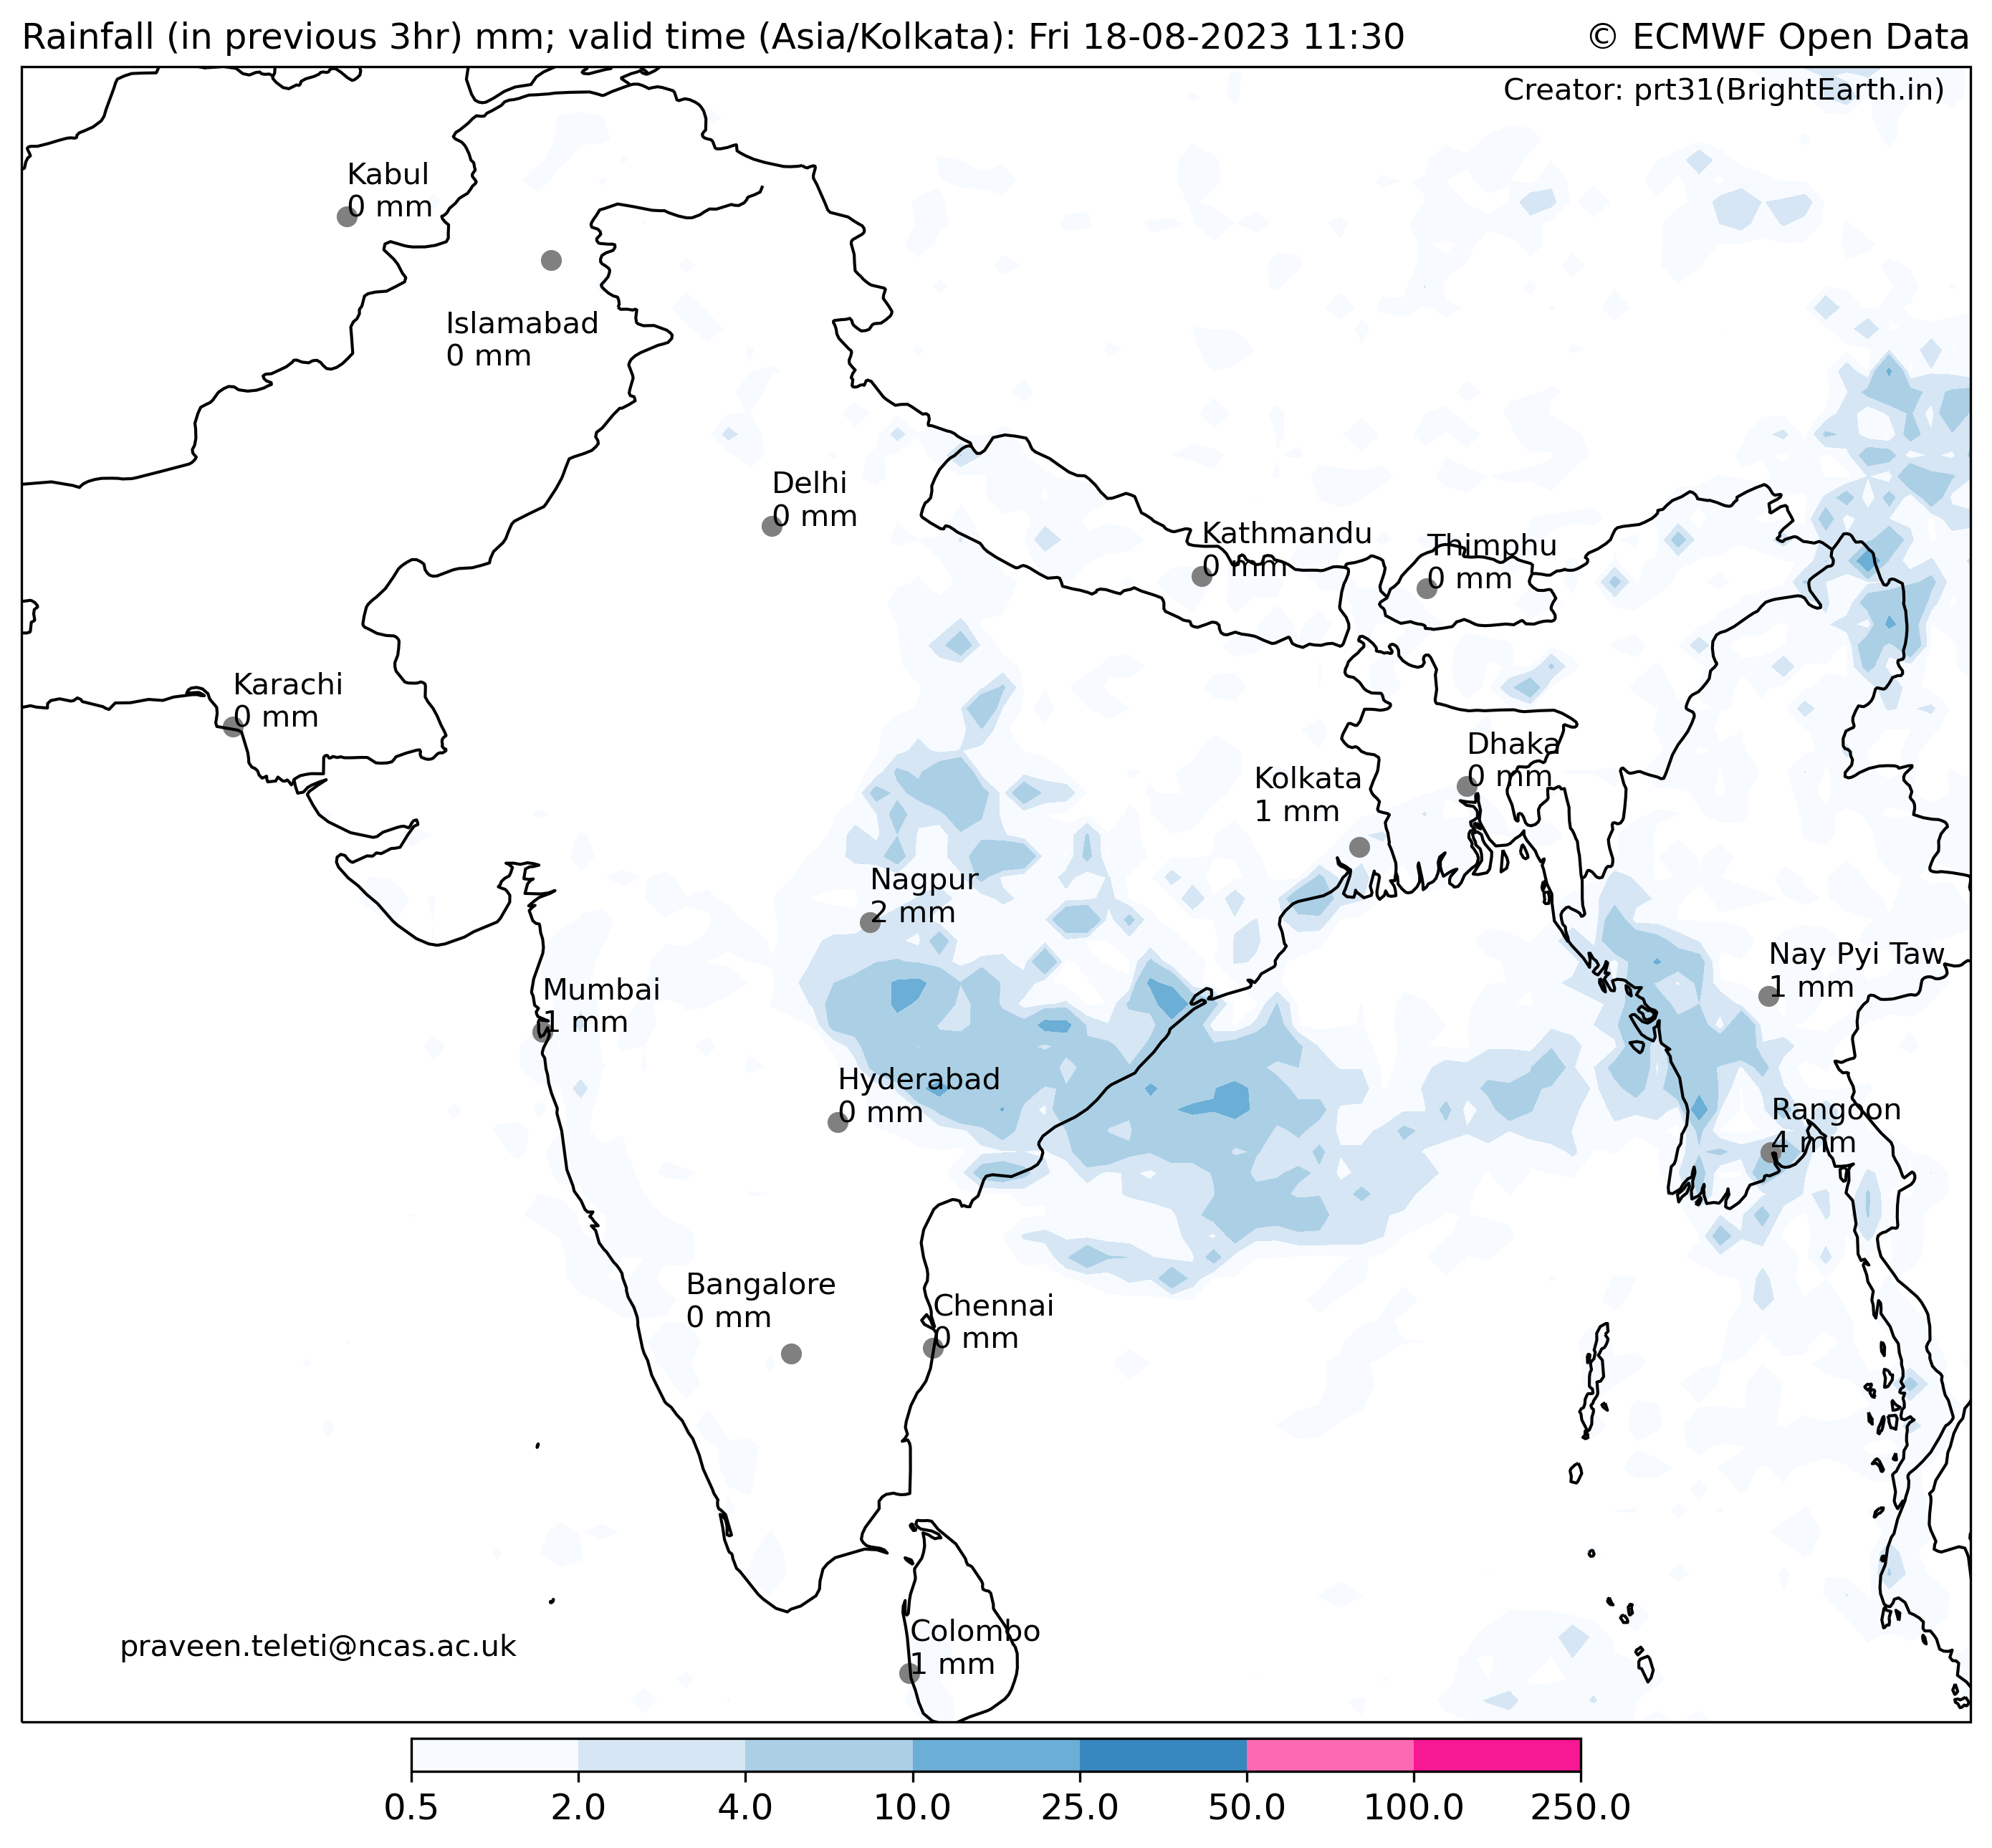 Rainfall (in previous 3hr) mm; valid time (Asia/Kolkata): Fri 18-08-2023 11:30
© ECMWF Open Data
Creator: prt31(BrightEarth.in)
Kabul
0 mm
Islamabad
0 mm
Delhi
0 mm
Kathmandu
0 mm
Thimphu
0 mm
Karachi
0 mm
Dhaka
0 mm
Kolkata
1 mm
Nagpur
2 mm
Nay Pyi Taw
1 mm
Mumbai
1 mm
Hyderabad
0 mm
Rangoon
4 mm
Bangalore
0 mm
Chennai
0 mm
Colombo
1 mm
praveen.teleti@ncas.ac.uk
0.5 2.0 4.0 10.0 25.0 50.0 100.0 250.0